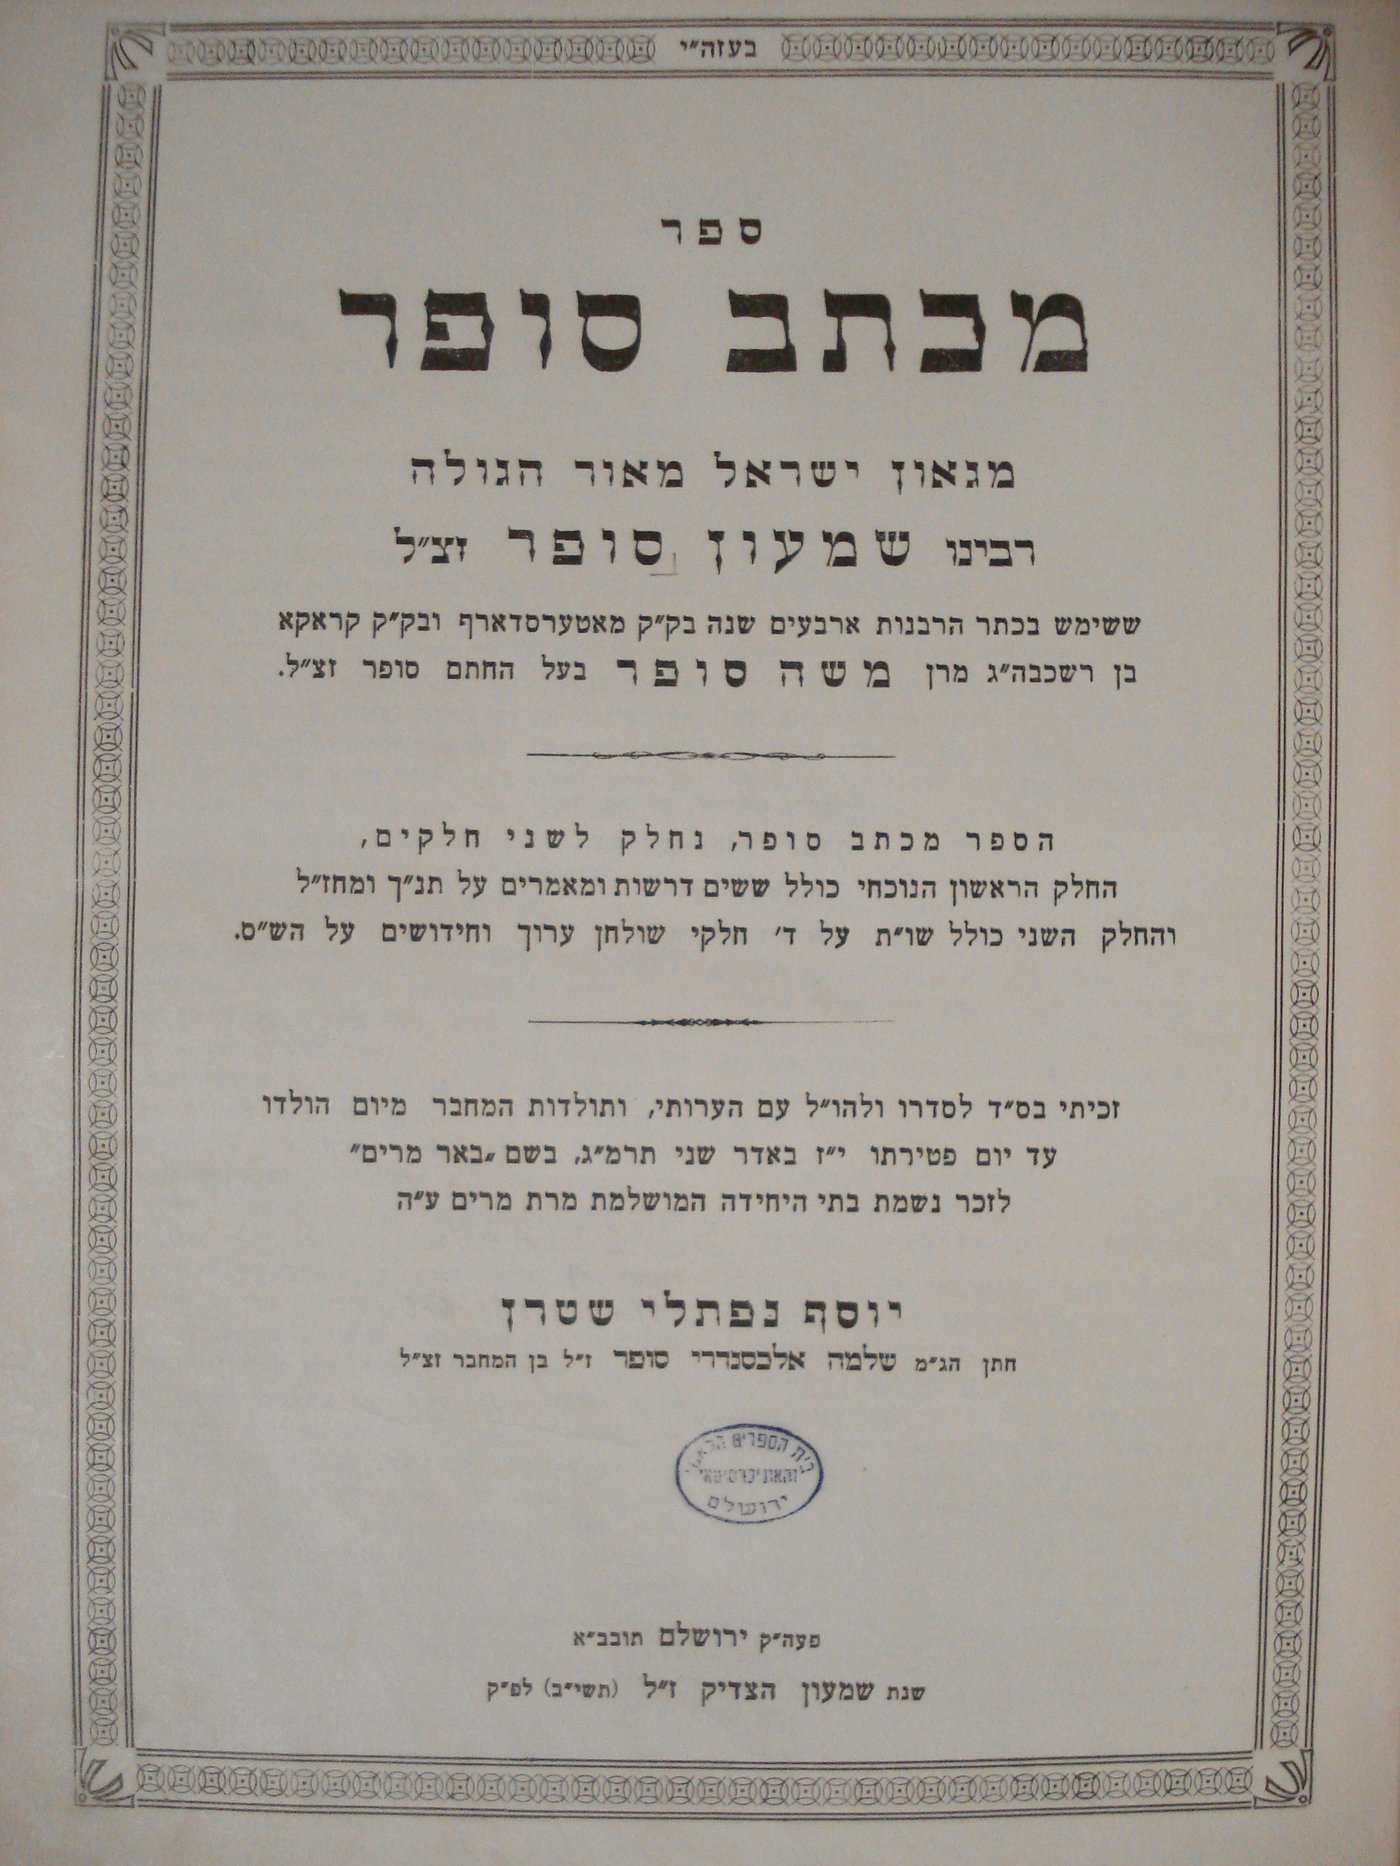 בעזה״י
ספר
מכתב סופר
מגאון ישראל מאור הגולה
רבינו שמעון סופר זצ״ל
ששימש בכתר הרבנות ארבעים שנה בק״ק מאטערסדארף ובק״ק קראקא
בן רשכבה״ג מרן משה סופר בעל החתם סופר זצ״ל.
הספר מכתב סופר, נחלק לשני חלקים,
החלק הראשון הנוכחי כולל ששים דרשות ומאמרים על תנ״ך ומחז״ל
והחלק השני כולל שו״ת על ד׳ חלקי שולחן ערוך וחידושים על הש״ס.
זכיתי בס״ד לסדרו ולהו״ל עם הערותי, ותולדות המחבר מיום הולדו
עד יום פטירתו י״ז באדר שני תרמ״ג, בשם „באר מרים״
לזכר נשמת בתי היחידה המושלמת מרת מרים ע״ה
יוסף נפתלי שטרן
חתן הג״מ שלמה אלכסנדרי סופר ז״ל בן המחבר זצ״ל
בית הספרים הלאומי
והאוניברסיטאי
ירושלים
פעה״ק ירושלם תובב״א
שנת שמעון הצדיק ז״ל (תשי״ב) לפ״ק